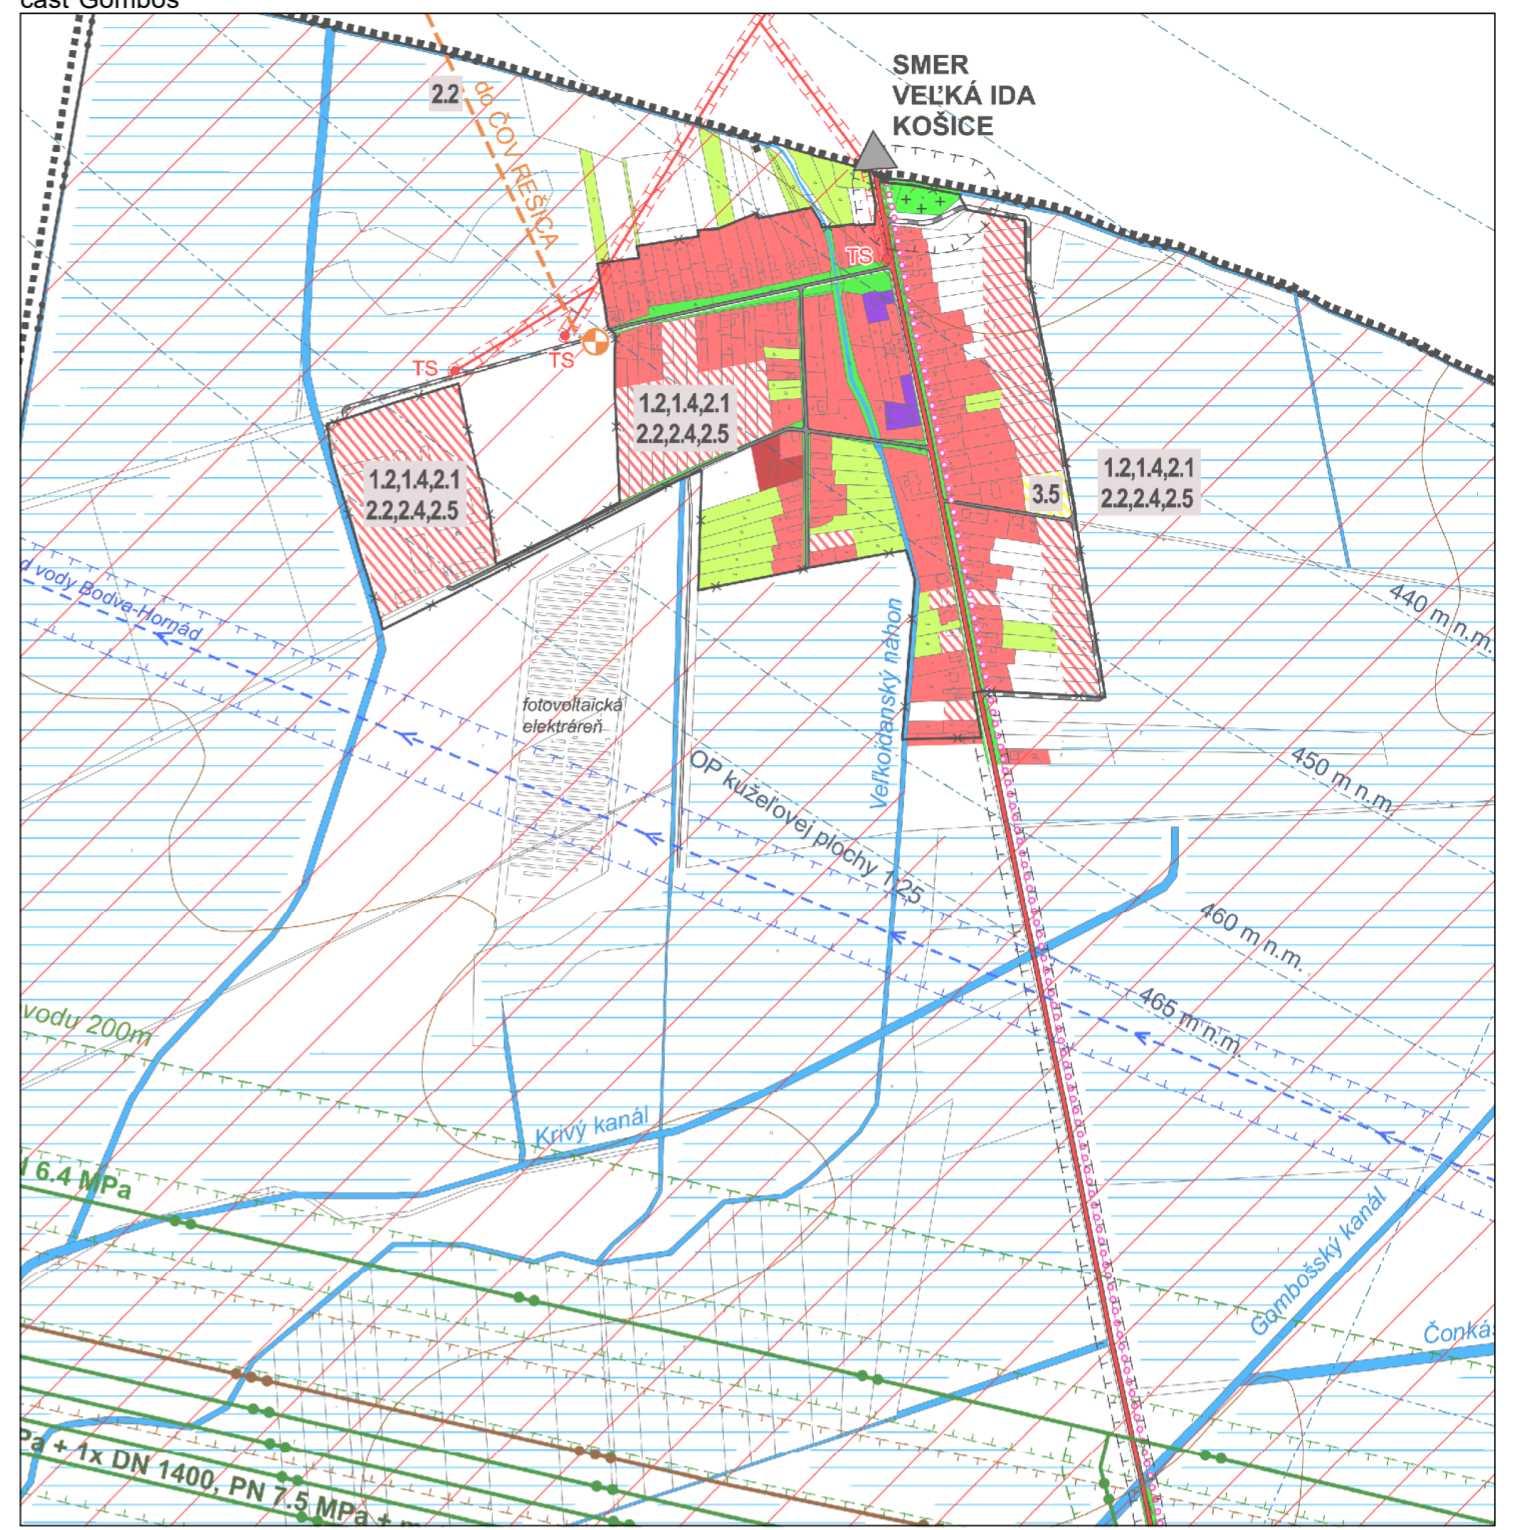 časť Gomboš
SMER
VEĽKÁ IDA
KOŠICE
2.2
do ČOV REŠICA
TS
TS
TS
1.2,1.4,2.1
2.2,2.4,2.5
1.2,1.4,2.1
2.2,2.4,2.5
1.2,1.4,2.1
2.2,2.4,2.5
3.5
d vody Bodva-Hornád
440 m n.m.
fotovoltaická
elektráreň
Veľkoidanský náhon
OP kužeľovej plochy 1:25
450 m n.m.
460 m n.m.
465 m n.m.
vodu 200m
Krivý kanál
6.4 MPa
Gombošský kanál
Čonká
Pa + 1x DN 1400, PN 7.5 MPa +